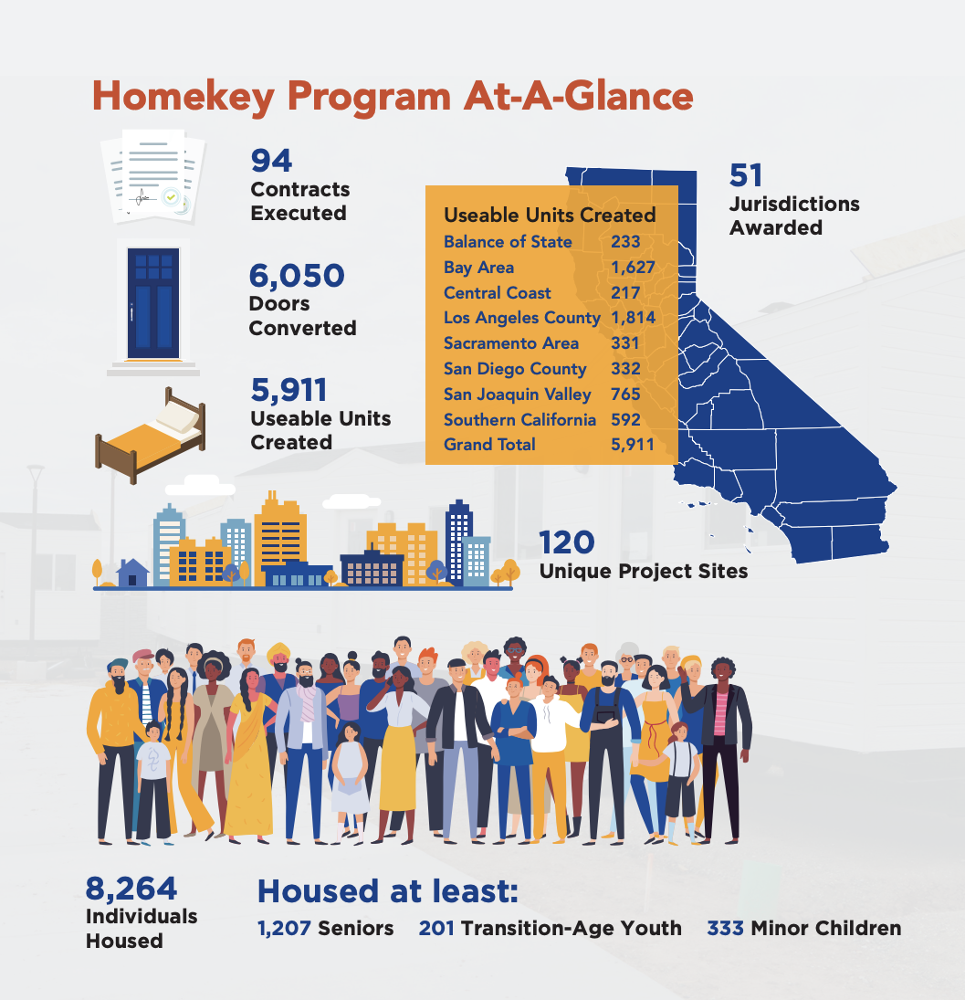 Homekey Program At-A-Glance
94
Contracts
Executed
6,050
Doors
Converted
5,911
Useable Units
Created
Useable Units Created
Balance of State 233
Bay Area 1,627
Central Coast 217
Los Angeles County 1,814
Sacramento Area 331
San Diego County 332
San Joaquin Valley 765
Southern California 592
Grand Total 5,911
51
Jurisdictions
Awarded
120
Unique Project Sites
8,264
Individuals
Housed
Housed at least:
1,207 Seniors 201 Transition-Age Youth 333 Minor Children